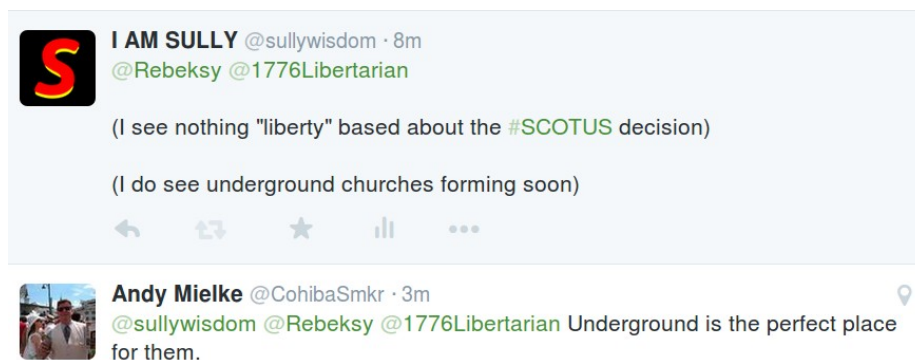 S
I AM SULLY @sullywisdom · 8m
@Rebeksy @1776Libertarian
(I see nothing "liberty" based about the #SCOTUS decision)
(I do see underground churches forming soon)
Andy Mielke @CohibaSmkr · 3m
@sullywisdom @Rebeksy @1776Libertarian Underground is the perfect place
for them.